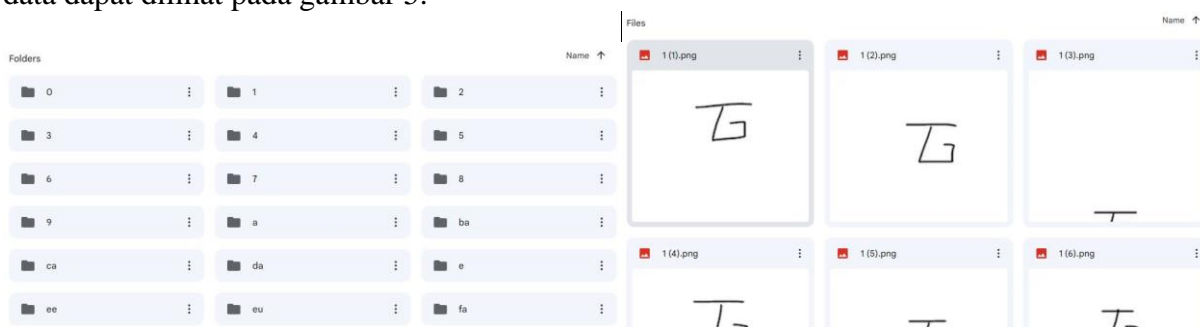 data dapat dilihat pada gambar
Folders Name ↑
0 1 2
3 4 5
6 7 8
9 a ba
ca da e
ee eu fa
Files Name ↑
1 (1).png 1 (2).png 1 (3).png
1 (4).png 1 (5).png 1 (6).png